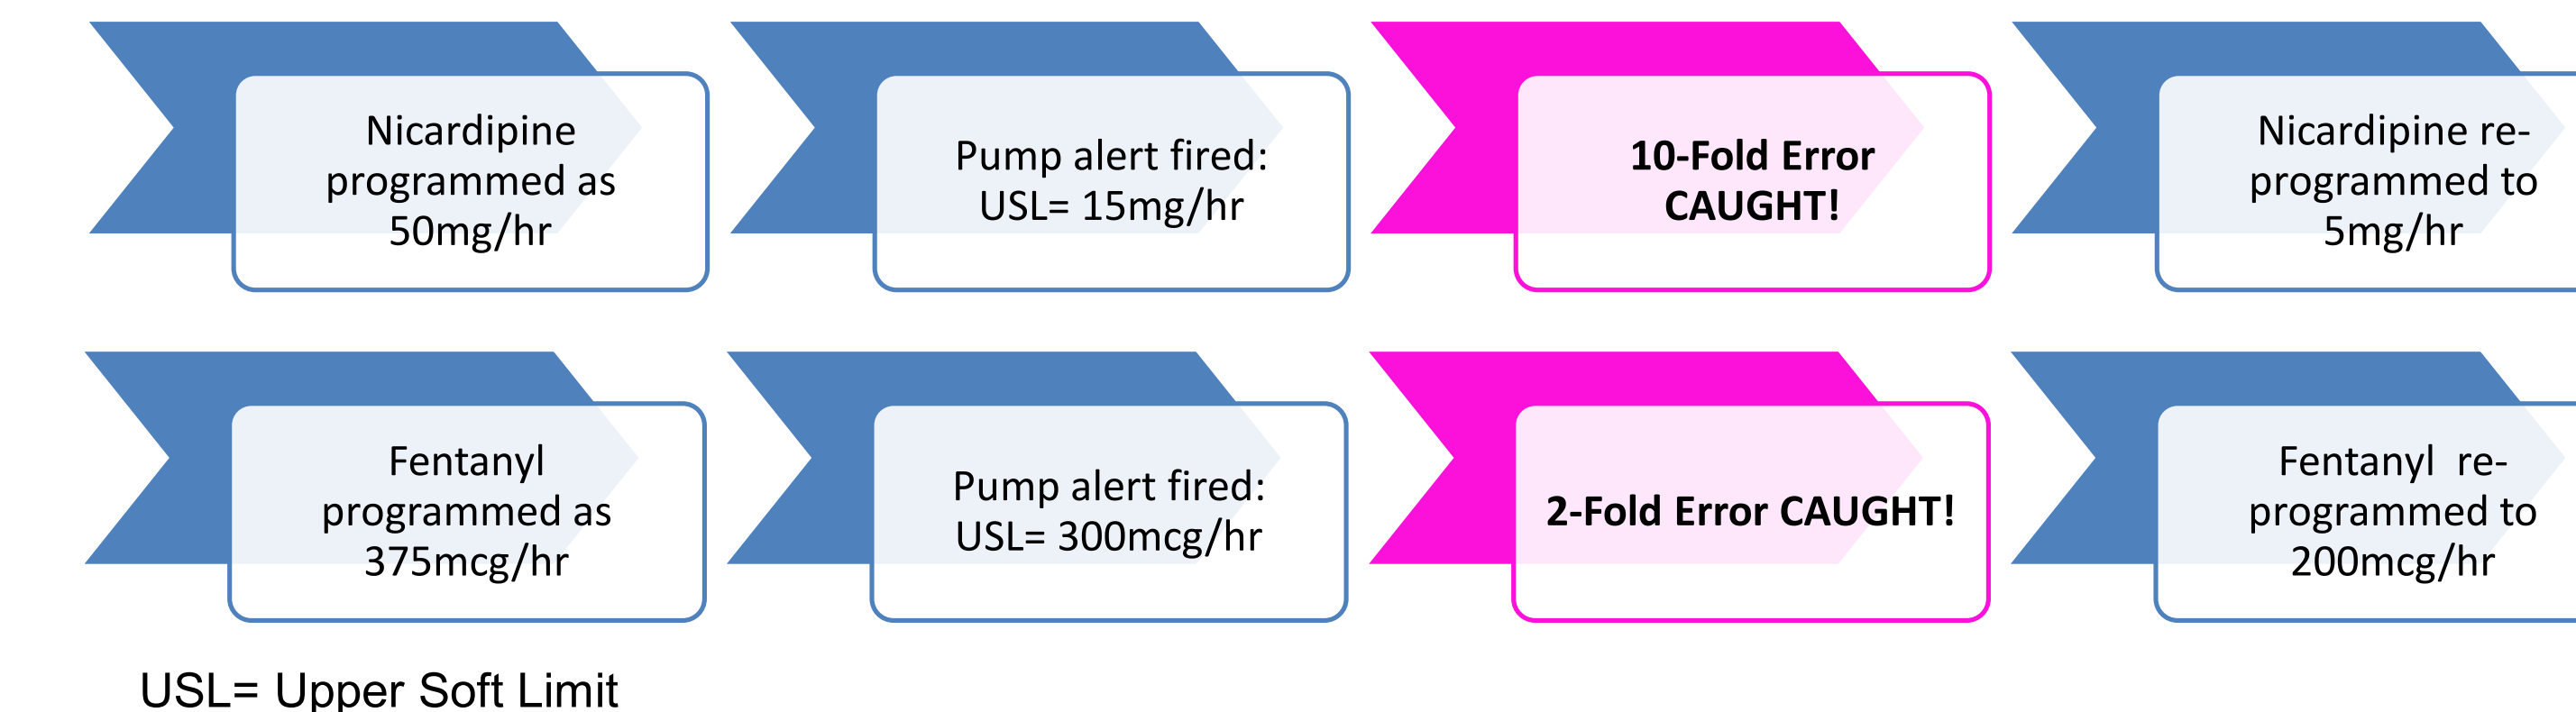 Nicardipine
programmed as
50mg/hr
Pump alert fired:
USL= 15mg/hr
10-Fold Error
CAUGHT!
Nicardipine re-
programmed to
5mg/hr
Fentanyl
programmed as
375mcg/hr
Pump alert fired:
USL= 300mcg/hr
2-Fold Error CAUGHT!
Fentanyl  re-
programmed to
200mcg/hr
USL= Upper Soft Limit